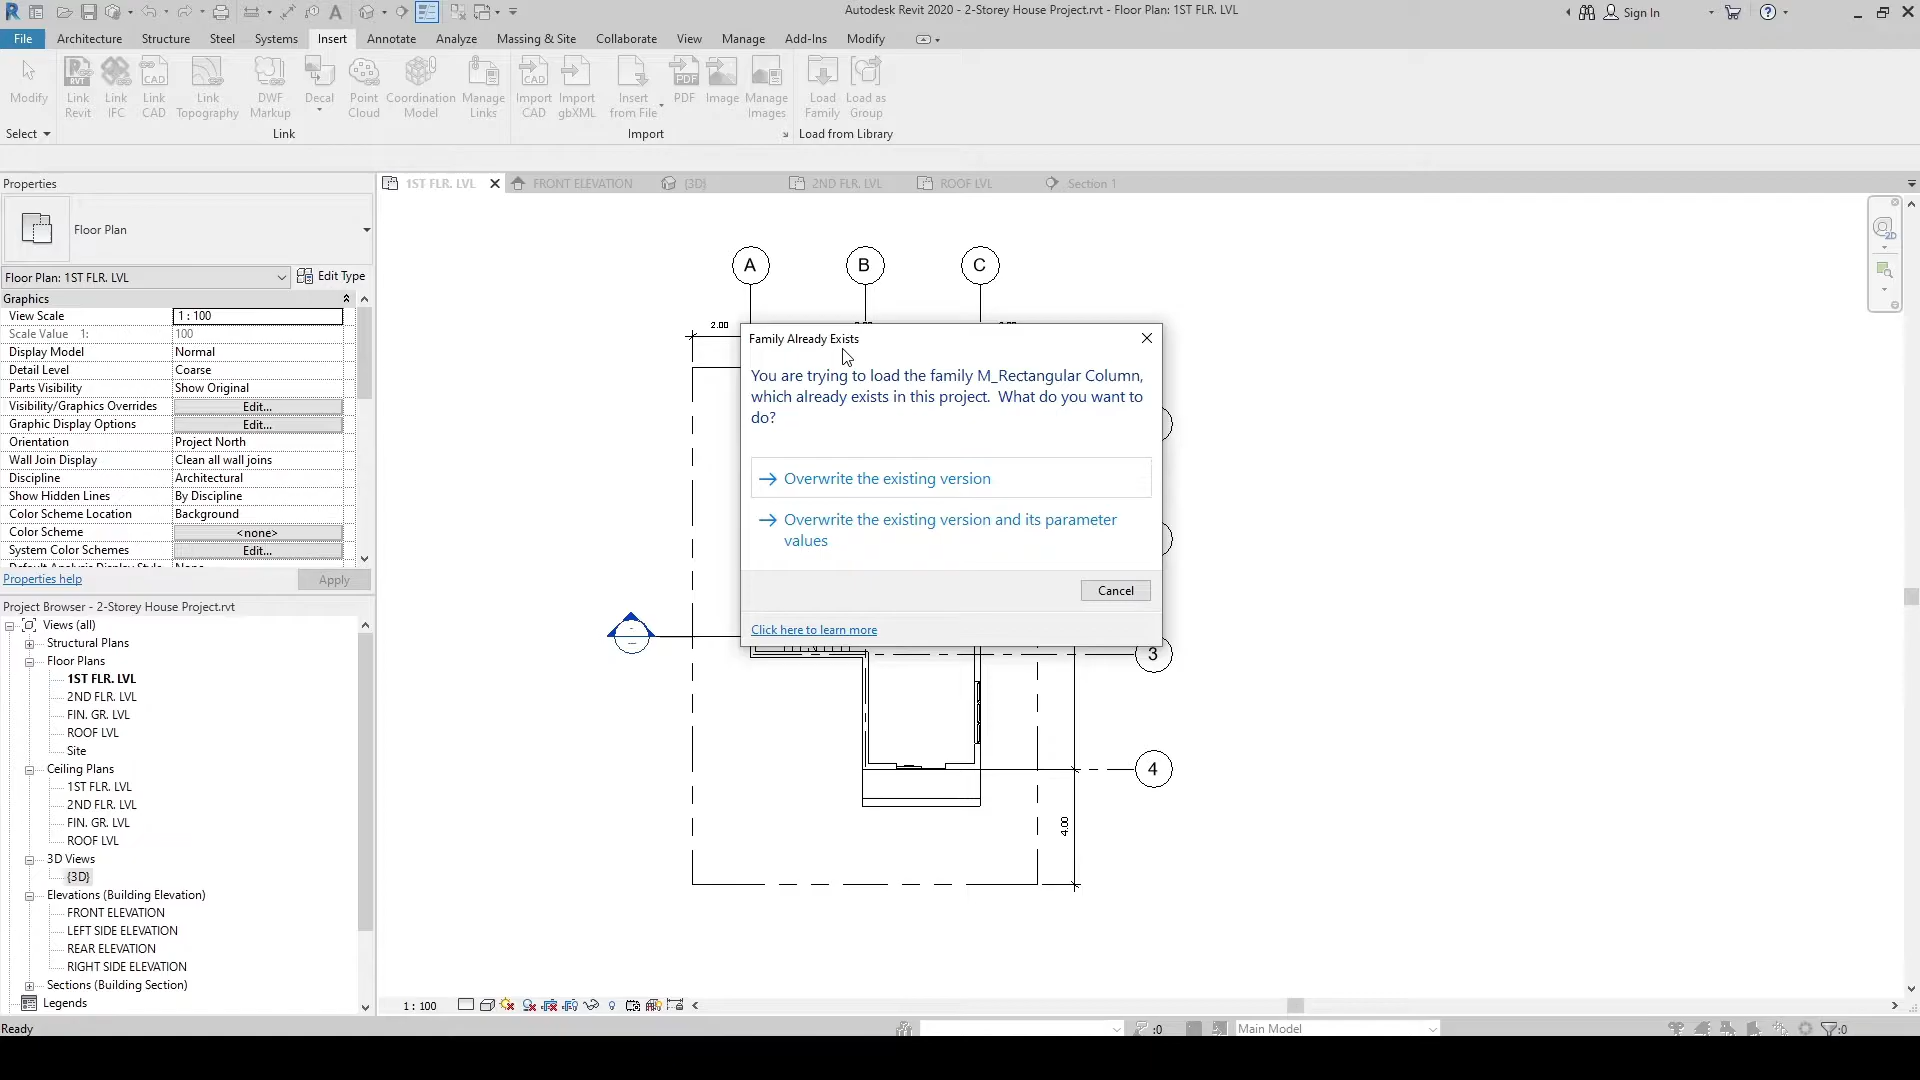 Autodesk Revit 2020 - 2-Storey House Project.rvt - Floor Plan: 1ST FLR. LVL
Sign In
File Architecture Structure Steel Systems Insert Annotate Analyze Massing & Site Collaborate View Manage Add-Ins Modify
Modify
Link Revit
Link IFC
Link CAD
Link Topography
DWF Markup
Decal
Point Cloud
Coordination Model
Manage Links
Import CAD
Import gbXML
Insert from File
PDF
Image
Manage Images
Load Family
Load as Group
Select
Link
Import
Load from Library
Properties
1ST FLR. LVL
FRONT ELEVATION
{3D}
2ND FLR. LVL
ROOF LVL
Section 1
Floor Plan
Floor Plan: 1ST FLR. LVL
Edit Type
Graphics
View Scale 1 : 100
Scale Value 1: 100
Display Model Normal
Detail Level Coarse
Parts Visibility Show Original
Visibility/Graphics Overrides Edit...
Graphic Display Options Edit...
Orientation Project North
Wall Join Display Clean all wall joins
Discipline Architectural
Show Hidden Lines By Discipline
Color Scheme Location Background
Color Scheme <none>
System Color Schemes Edit...
Properties help
Apply
Project Browser - 2-Storey House Project.rvt
Views (all)
Structural Plans
Floor Plans
1ST FLR. LVL
2ND FLR. LVL
FIN. GR. LVL
ROOF LVL
Site
Ceiling Plans
1ST FLR. LVL
2ND FLR. LVL
FIN. GR. LVL
ROOF LVL
3D Views
{3D}
Elevations (Building Elevation)
FRONT ELEVATION
LEFT SIDE ELEVATION
REAR ELEVATION
RIGHT SIDE ELEVATION
Sections (Building Section)
Legends
A
B
C
2.00
Family Already Exists
You are trying to load the family M_Rectangular Column,
which already exists in this project. What do you want to
do?
Overwrite the existing version
Overwrite the existing version and its parameter
values
Cancel
Click here to learn more
3
4
4.00
2D
1 : 100
Ready
:0
Main Model
:0